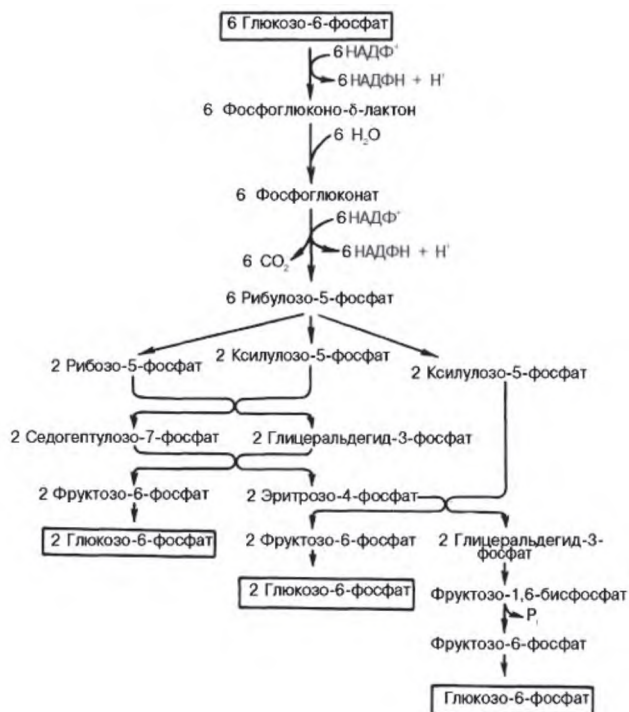 6 Глюкозо-6-фосфат
6 НАДФ⁺
6 НАДФН + Н⁺
6 Фосфоглюконо-δ-лактон
6 H₂O
6 Фосфоглюконат
6 НАДФ⁺
6 CO₂
6 НАДФН + Н⁺
6 Рибулозо-5-фосфат
2 Рибозо-5-фосфат
2 Ксилулозо-5-фосфат
2 Ксилулозо-5-фосфат
2 Седогептулозо-7-фосфат
2 Глицеральдегид-3-фосфат
2 Фруктозо-6-фосфат
2 Эритрозо-4-фосфат
2 Глюкозо-6-фосфат
2 Фруктозо-6-фосфат
2 Глицеральдегид-3-
фосфат
2 Глюкозо-6-фосфат
Фруктозо-1,6-бисфосфат
Pᵢ
Фруктозо-6-фосфат
Глюкозо-6-фосфат